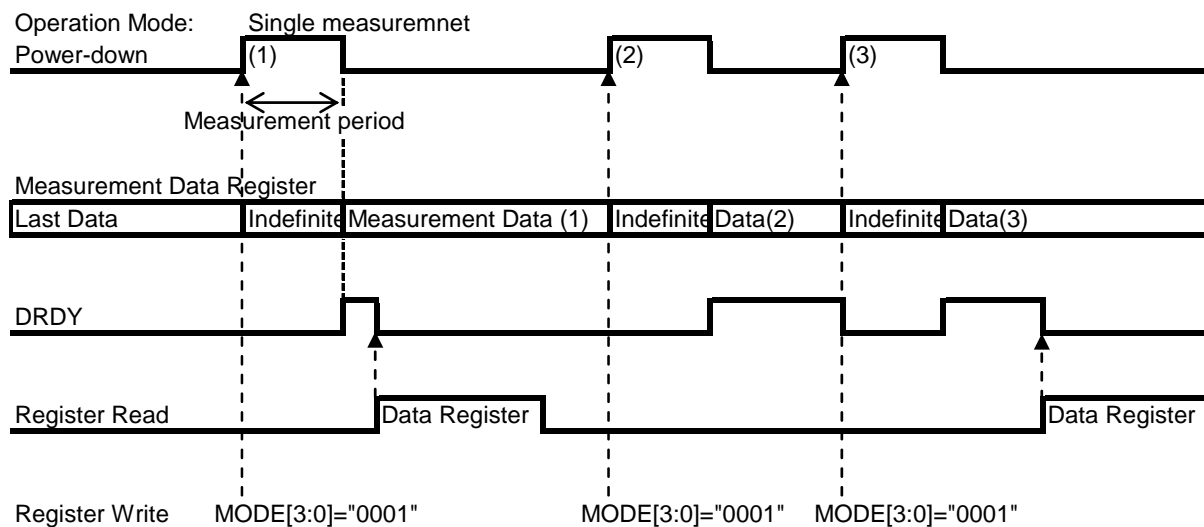 Operation Mode: Single measuremnet
Power-down (1) (2) (3)
Measurement period
Measurement Data Register
Last Data Indefinite Measurement Data (1) Indefinite Data(2) Indefinite Data(3)
DRDY
Register Read Data Register Data Register
Register Write MODE[3:0]="0001" MODE[3:0]="0001" MODE[3:0]="0001"